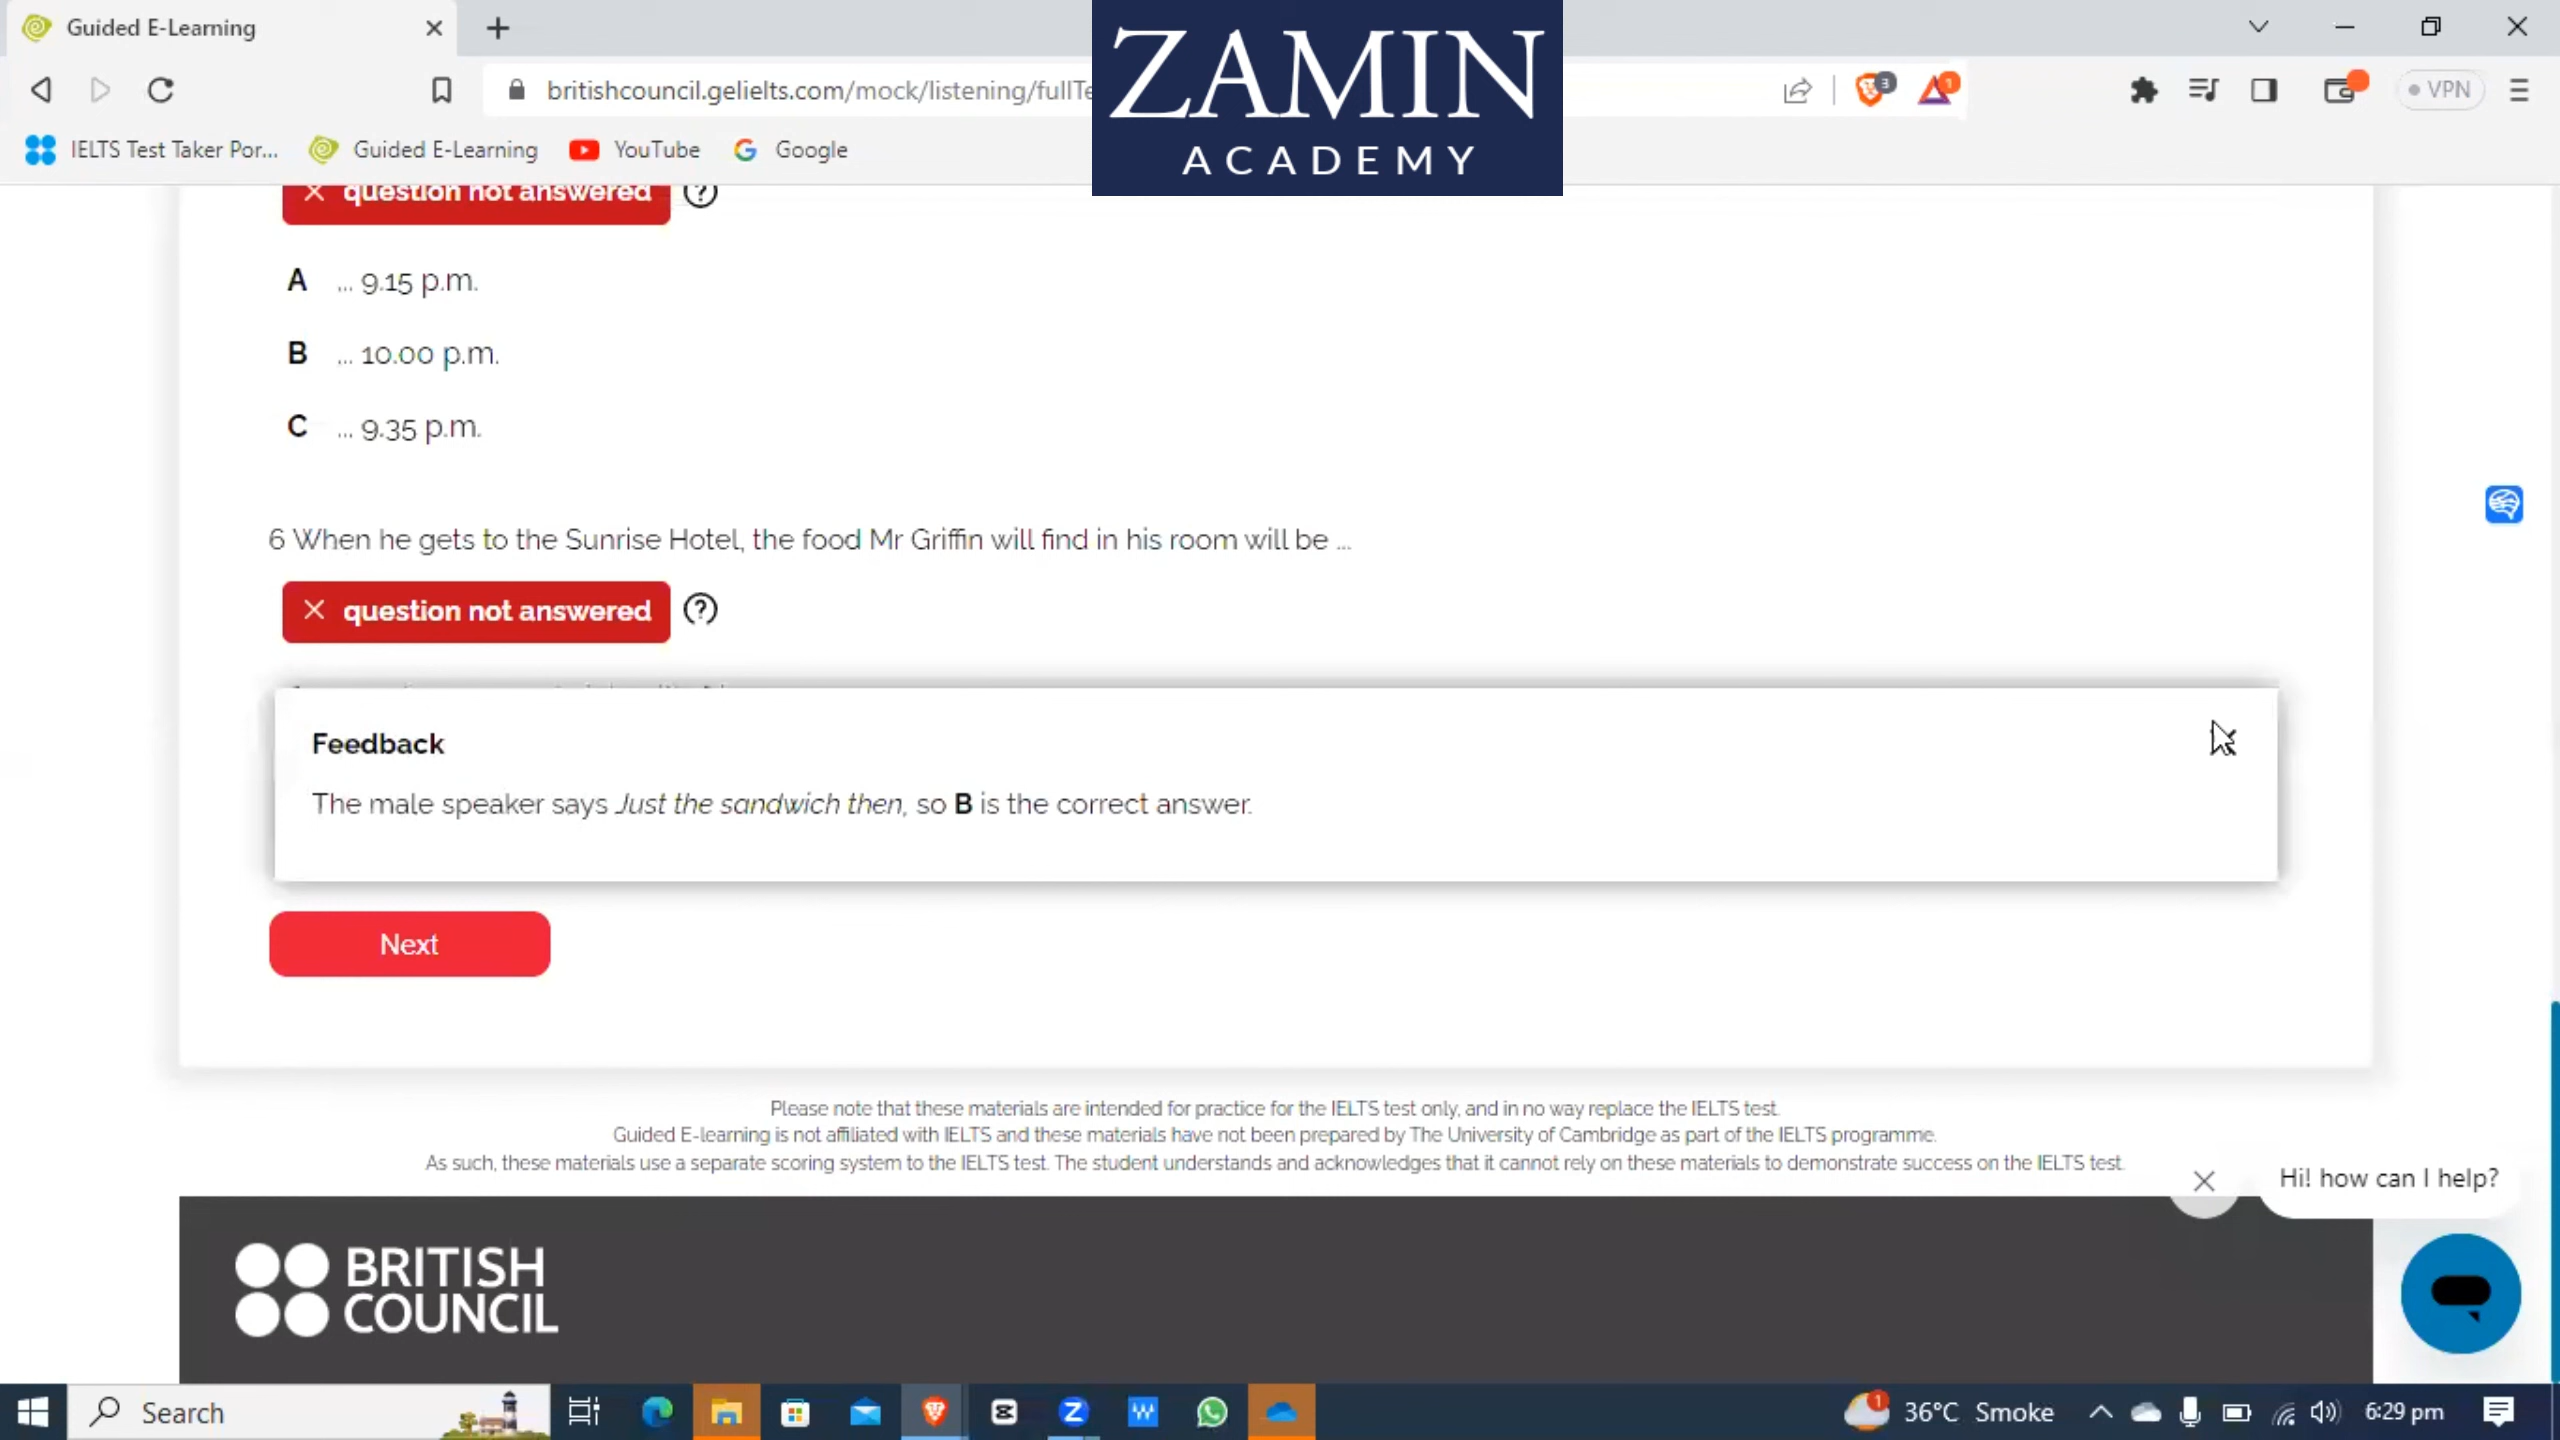 Guided E-Learning
ZAMIN
ACADEMY
britishcouncil.gelielts.com/mock/listening/fullTe
3
1
VPN
IELTS Test Taker Por...
Guided E-Learning
YouTube
Google
question not answered
A ... 9.15 p.m.
B ... 10.00 p.m.
C ... 9.35 p.m.
6 When he gets to the Sunrise Hotel, the food Mr Griffin will find in his room will be ...
question not answered
Feedback
The male speaker says Just the sandwich then, so B is the correct answer.
Next
Please note that these materials are intended for practice for the IELTS test only, and in no way replace the IELTS test.
Guided E-learning is not affiliated with IELTS and these materials have not been prepared by The University of Cambridge as part of the IELTS programme.
As such, these materials use a separate scoring system to the IELTS test. The student understands and acknowledges that it cannot rely on these materials to demonstrate success on the IELTS test.
Hi! how can I help?
BRITISH
COUNCIL
Search
1
36°C Smoke
6:29 pm